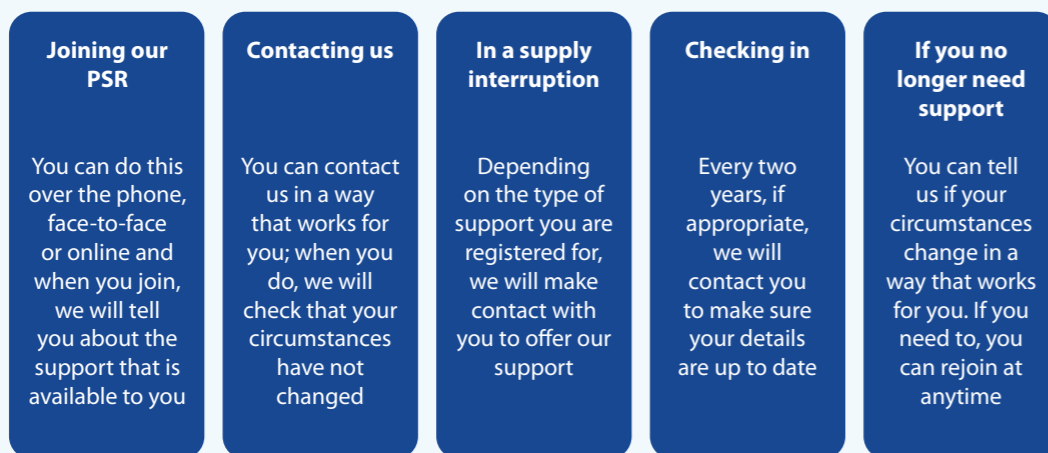 Joining our
PSR
You can do this
over the phone,
face-to-face
or online and
when you join,
we will tell
you about the
support that is
available to you
Contacting us
You can contact
us in a way
that works for
you; when you
do, we will
check that your
circumstances
have not
changed
In a supply
interruption
Depending
on the type of
support you are
registered for,
we will make
contact with
you to offer our
support
Checking in
Every two
years, if
appropriate,
we will
contact you
to make sure
your details
are up to date
If you no
longer need
support
You can tell
us if your
circumstances
change in a
way that works
for you. If you
need to, you
can rejoin at
anytime